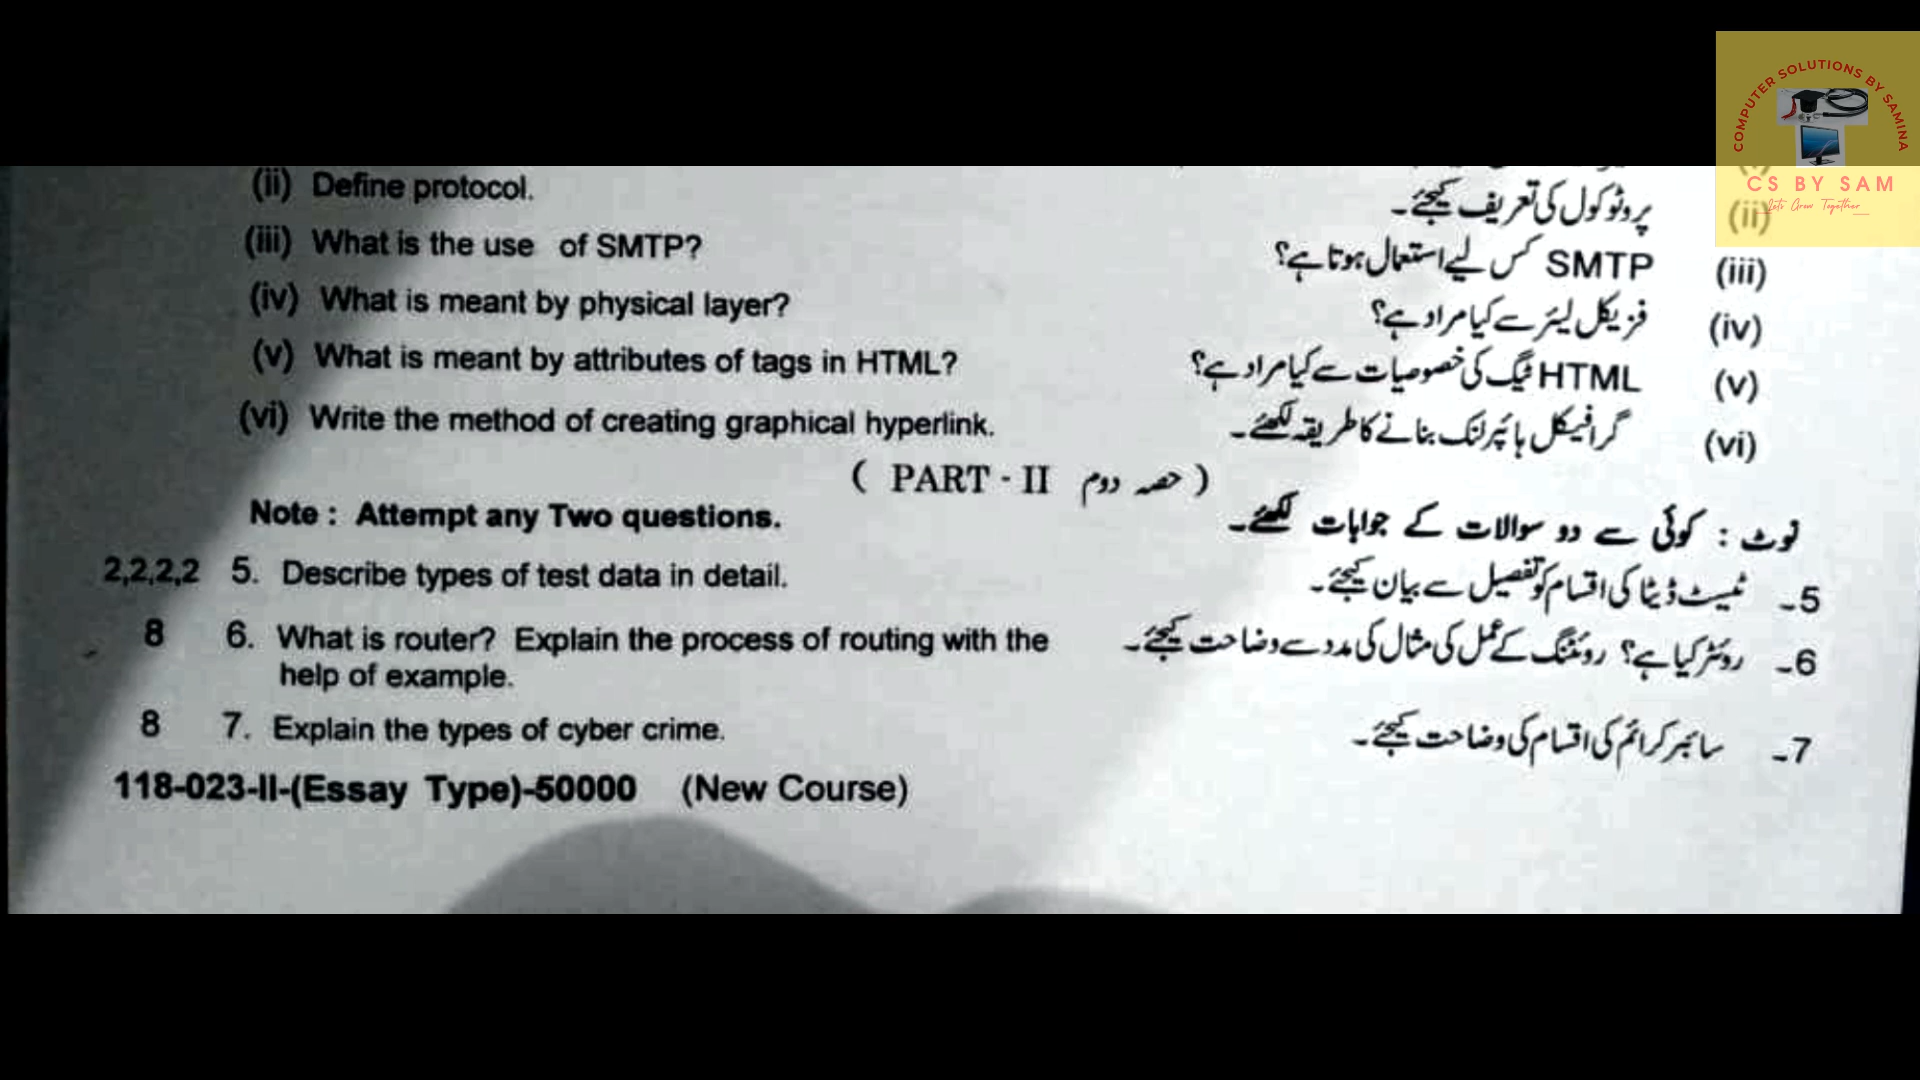 COMPUTER SOLUTIONS BY SAMINA
CS BY SAM
Lets Grow Together
(ii) Define protocol. پروٹوکول کی تعریف کیجئے۔ (ii)
(iii) What is the use of SMTP? SMTP کس لیے استعمال ہوتا ہے؟ (iii)
(iv) What is meant by physical layer? فزیکل لیئر سے کیا مراد ہے؟ (iv)
(v) What is meant by attributes of tags in HTML? HTML ٹیگ کی خصوصیات سے کیا مراد ہے؟ (v)
(vi) Write the method of creating graphical hyperlink. گرافیکل ہائپرلنک بنانے کا طریقہ لکھئے۔ (vi)
( PART - II حصہ دوم )
Note : Attempt any Two questions. نوٹ : کوئی سے دو سوالات کے جوابات لکھئے۔
2,2,2,2 5. Describe types of test data in detail. ٹیسٹ ڈیٹا کی اقسام کو تفصیل سے بیان کیجئے۔ 5۔
8 6. What is router? Explain the process of routing with the روئٹر کیا ہے؟ روئٹنگ کے عمل کی مثال کی مدد سے وضاحت کیجئے۔ 6۔
help of example.
8 7. Explain the types of cyber crime. سائبر کرائم کی اقسام کی وضاحت کیجئے۔ 7۔
118-023-II-(Essay Type)-50000 (New Course)